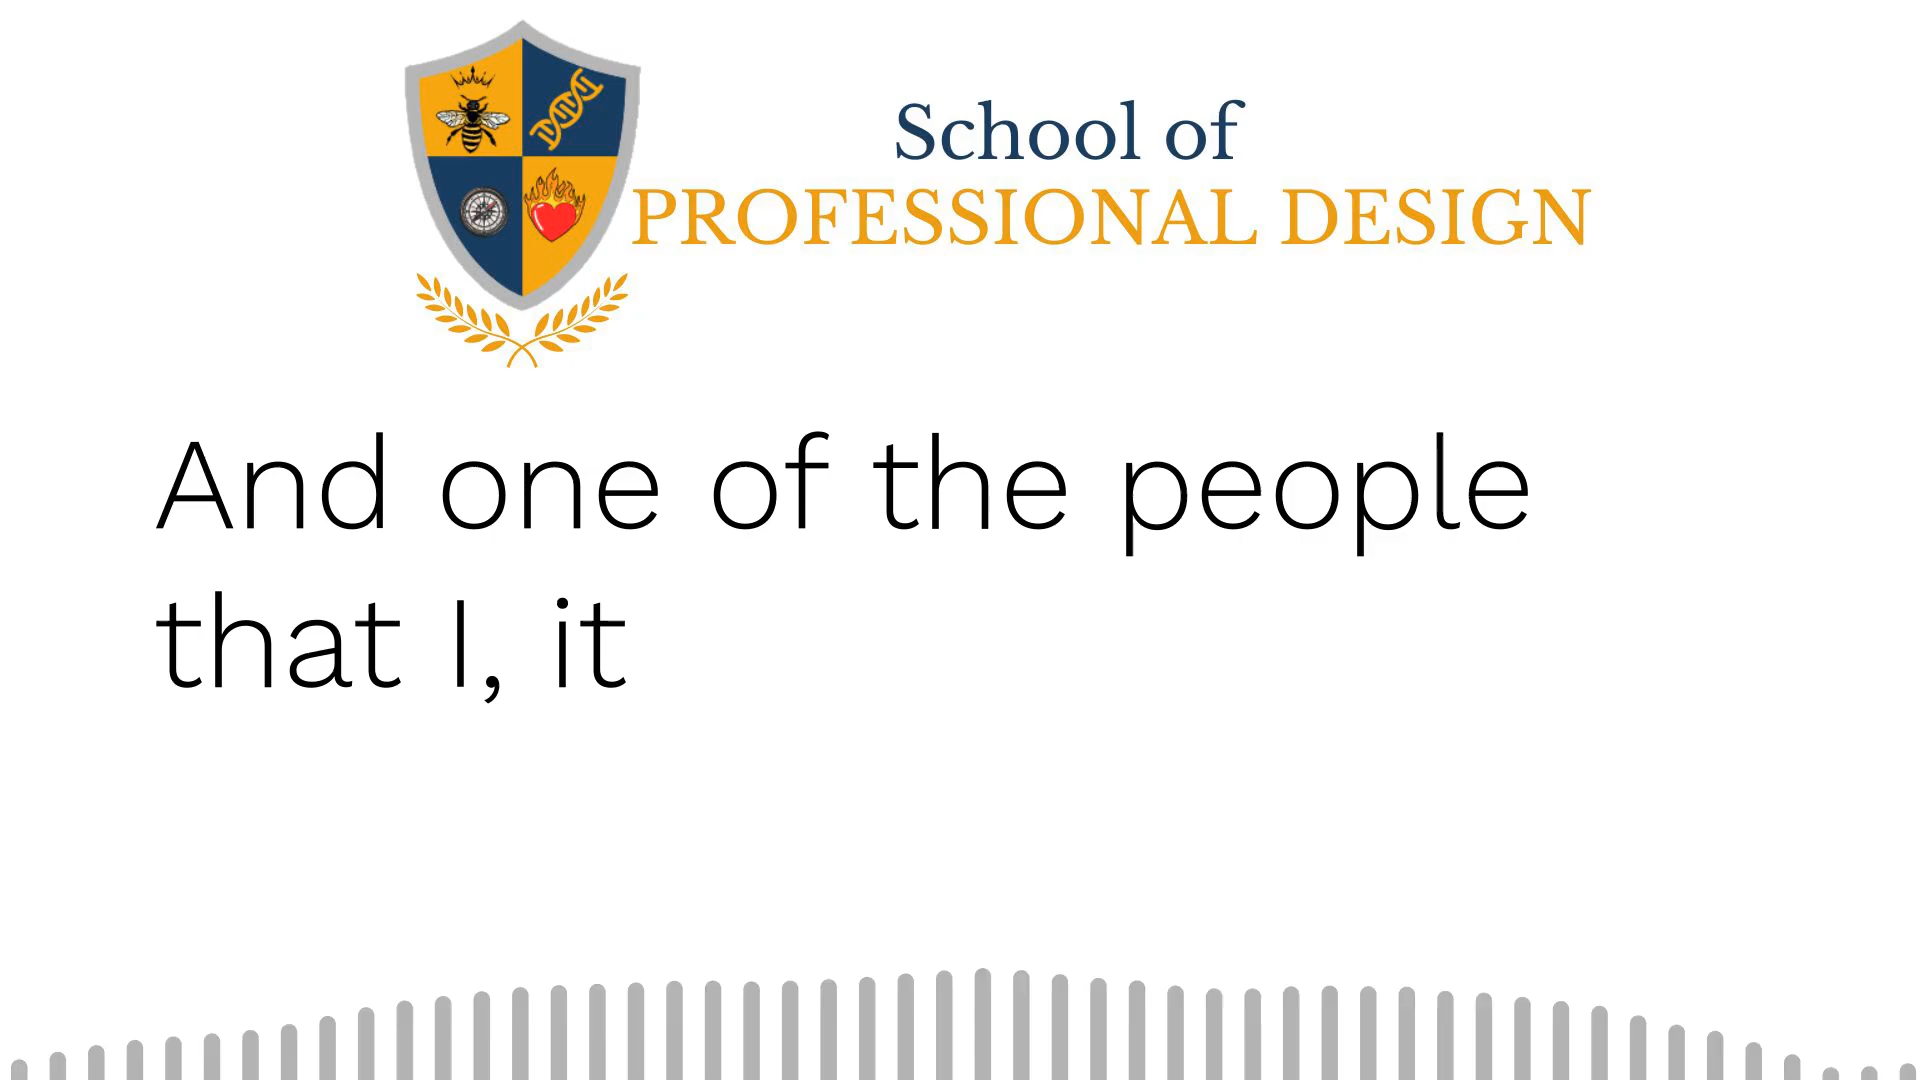 School of
PROFESSIONAL DESIGN
And one of the people
that I, it